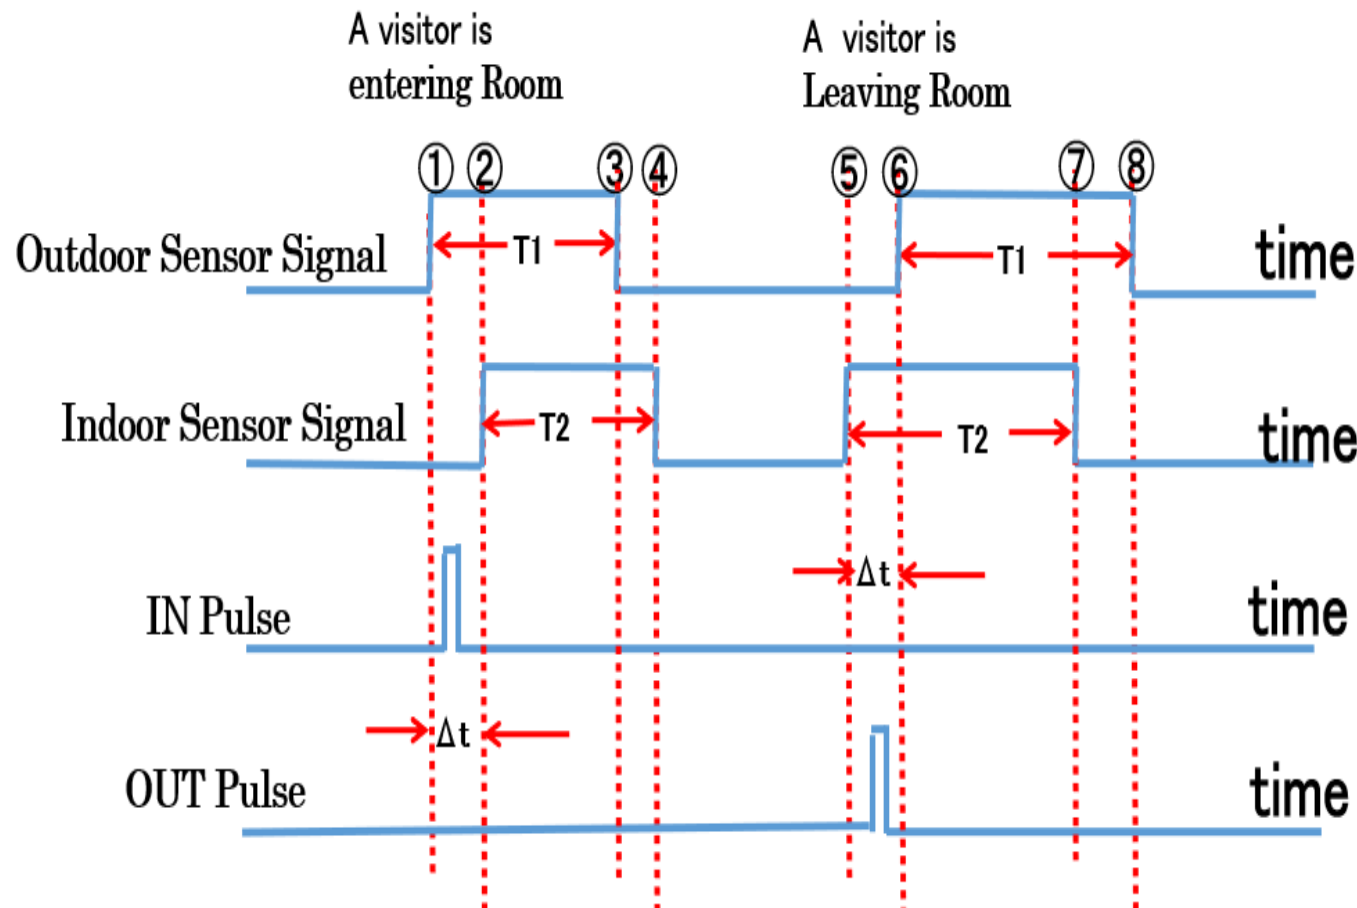 A visitor is
entering Room
A visitor is
Leaving Room
① ② ③ ④ ⑤ ⑥ ⑦ ⑧
Outdoor Sensor Signal
T1
T1
time
Indoor Sensor Signal
T2
T2
time
Δt
IN Pulse
time
Δt
OUT Pulse
time